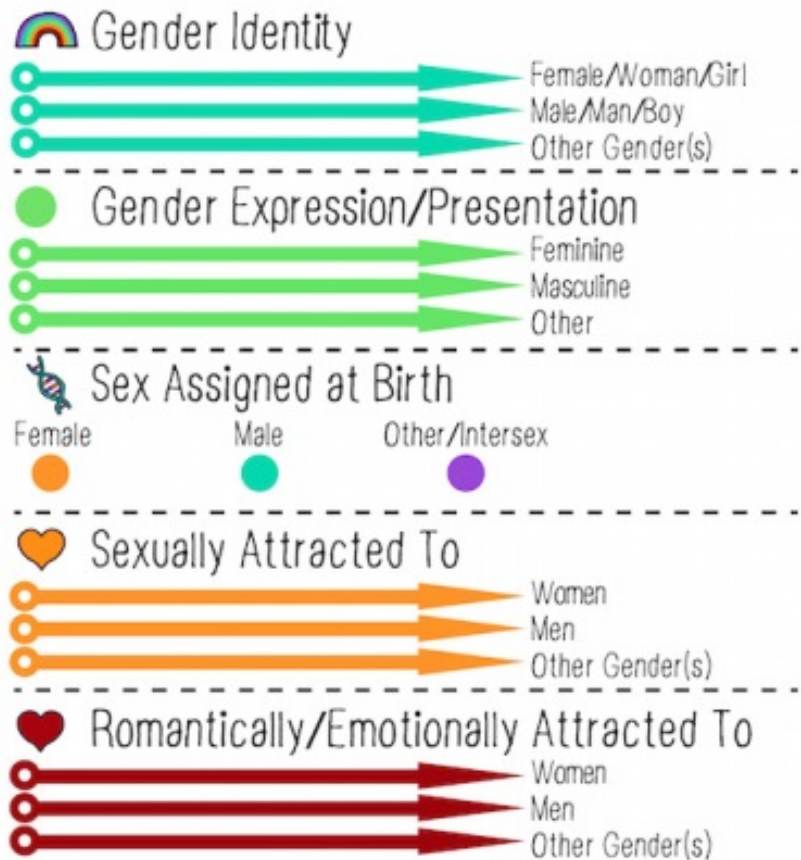 Gender Identity
Female/Woman/Girl
Male/Man/Boy
Other Gender(s)
Gender Expression/Presentation
Feminine
Masculine
Other
Sex Assigned at Birth
Female Male Other/Intersex
Sexually Attracted To
Women
Men
Other Gender(s)
Romantically/Emotionally Attracted To
Women
Men
Other Gender(s)